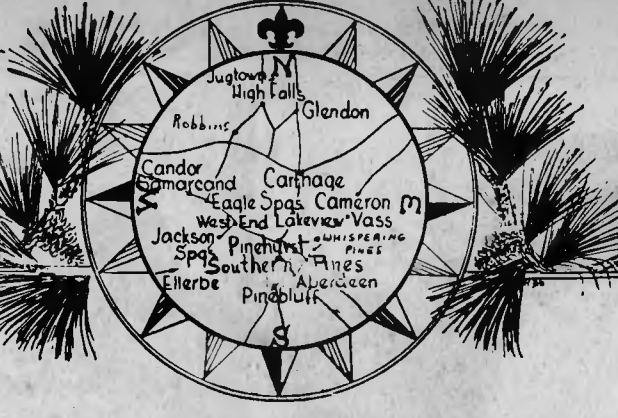 N
Jugtown
High Falls
Glendon
Robbins
Candor
Samarcand
Carthage
Eagle Spgs Cameron
W
E
West End Lakeview Vass
Jackson
Spgs
Pinehurst
WHISPERING
PINES
Southern Pines
Ellerbe
Aberdeen
Pinebluff
S